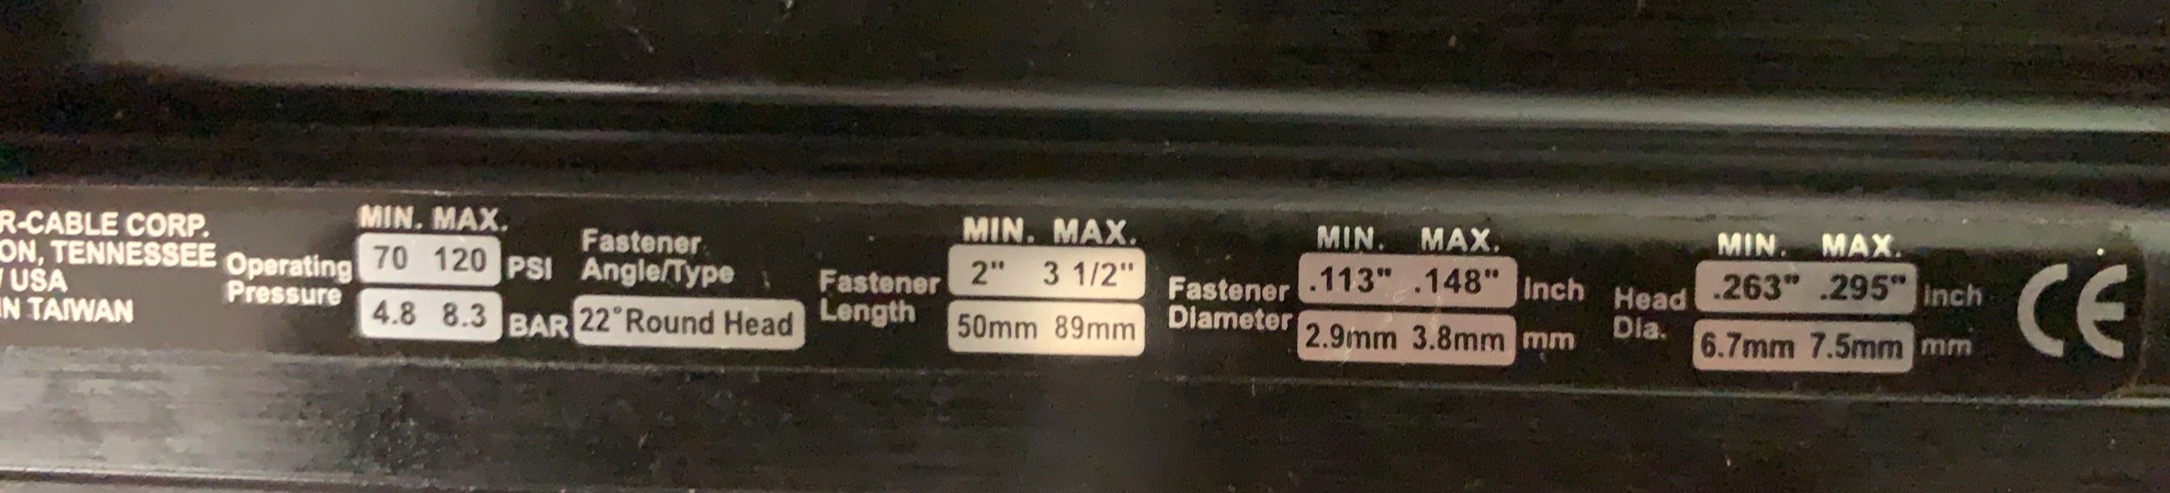 R-CABLE CORP.
ON, TENNESSEE
USA
IN TAIWAN
Operating
Pressure
MIN. MAX.
70 120 PSI
4.8 8.3 BAR
Fastener
Angle/Type
22°Round Head
Fastener
Length
MIN. MAX.
2" 3 1/2"
50mm 89mm
Fastener
Diameter
MIN. MAX.
.113" .148" Inch
2.9mm 3.8mm mm
Head
Dia.
MIN. MAX.
.263" .295" Inch
6.7mm 7.5mm mm
CE